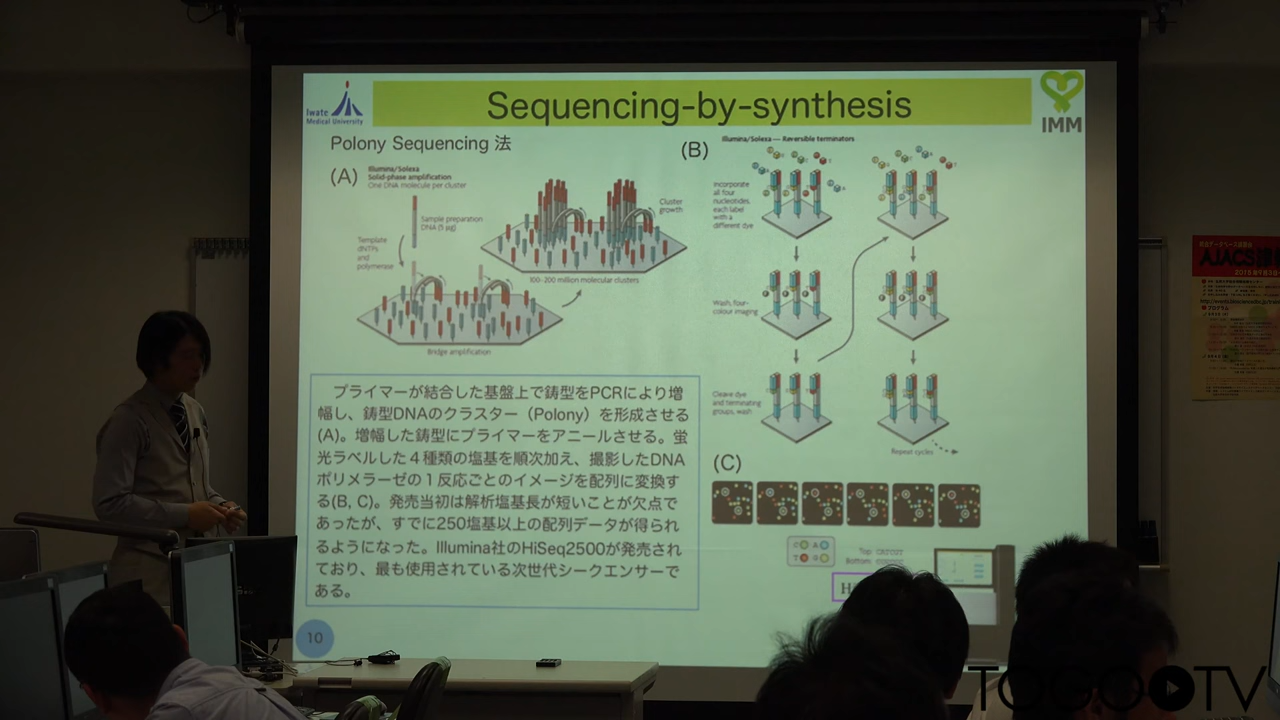 Iwate
Medical University
Sequencing-by-synthesis
IMM
Polony Sequencing 法
(A)
Illumina/Solexa
Solid-phase amplification
One DNA molecule per cluster
Sample preparation
DNA (5 µg)
Template
dNTPs
and
polymerase
Cluster
growth
100–200 million molecular clusters
Bridge amplification
(B)
Illumina/Solexa — Reversible terminators
Incorporate
all four
nucleotides,
each label
with a
different dye
Wash, four-
colour imaging
Cleave dye
and terminating
groups, wash
Repeat cycles
プライマーが結合した基盤上で鋳型をPCRにより増
幅し、鋳型DNAのクラスター（Polony）を形成させる
(A)。増幅した鋳型にプライマーをアニールさせる。蛍
光ラベルした４種類の塩基を順次加え、撮影したDNA
ポリメラーゼの１反応ごとのイメージを配列に変換す
る(B, C)。発売当初は解析塩基長が短いことが欠点で
あったが、すでに250塩基以上の配列データが得られ
るようになった。Illumina社のHiSeq2500が発売され
ており、最も使用されている次世代シークエンサーで
ある。
(C)
C A
T G
Top CATCGT
Bottom
10
AJACS
TOGOTV